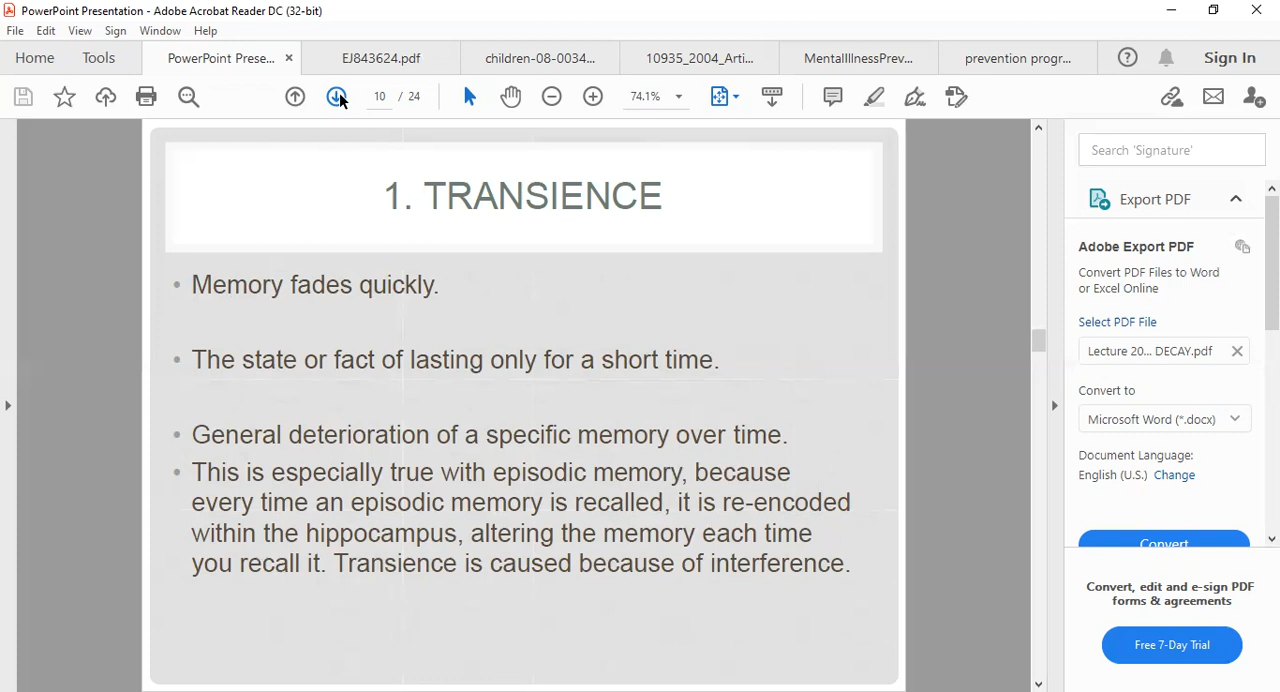 PowerPoint Presentation - Adobe Acrobat Reader DC (32-bit)
File Edit View Sign Window Help
Home Tools PowerPoint Prese... × EJ843624.pdf children-08-0034... 10935_2004_Arti... MentalIllnessPrev... prevention progr... Sign In
10 / 24 74.1%
1. TRANSIENCE
• Memory fades quickly.
• The state or fact of lasting only for a short time.
• General deterioration of a specific memory over time.
• This is especially true with episodic memory, because
every time an episodic memory is recalled, it is re-encoded
within the hippocampus, altering the memory each time
you recall it. Transience is caused because of interference.
Search 'Signature'
Export PDF
Adobe Export PDF
Convert PDF Files to Word
or Excel Online
Select PDF File
Lecture 20... DECAY.pdf
Convert to
Microsoft Word (*.docx)
Document Language:
English (U.S.) Change
Convert
Convert, edit and e-sign PDF
forms & agreements
Free 7-Day Trial